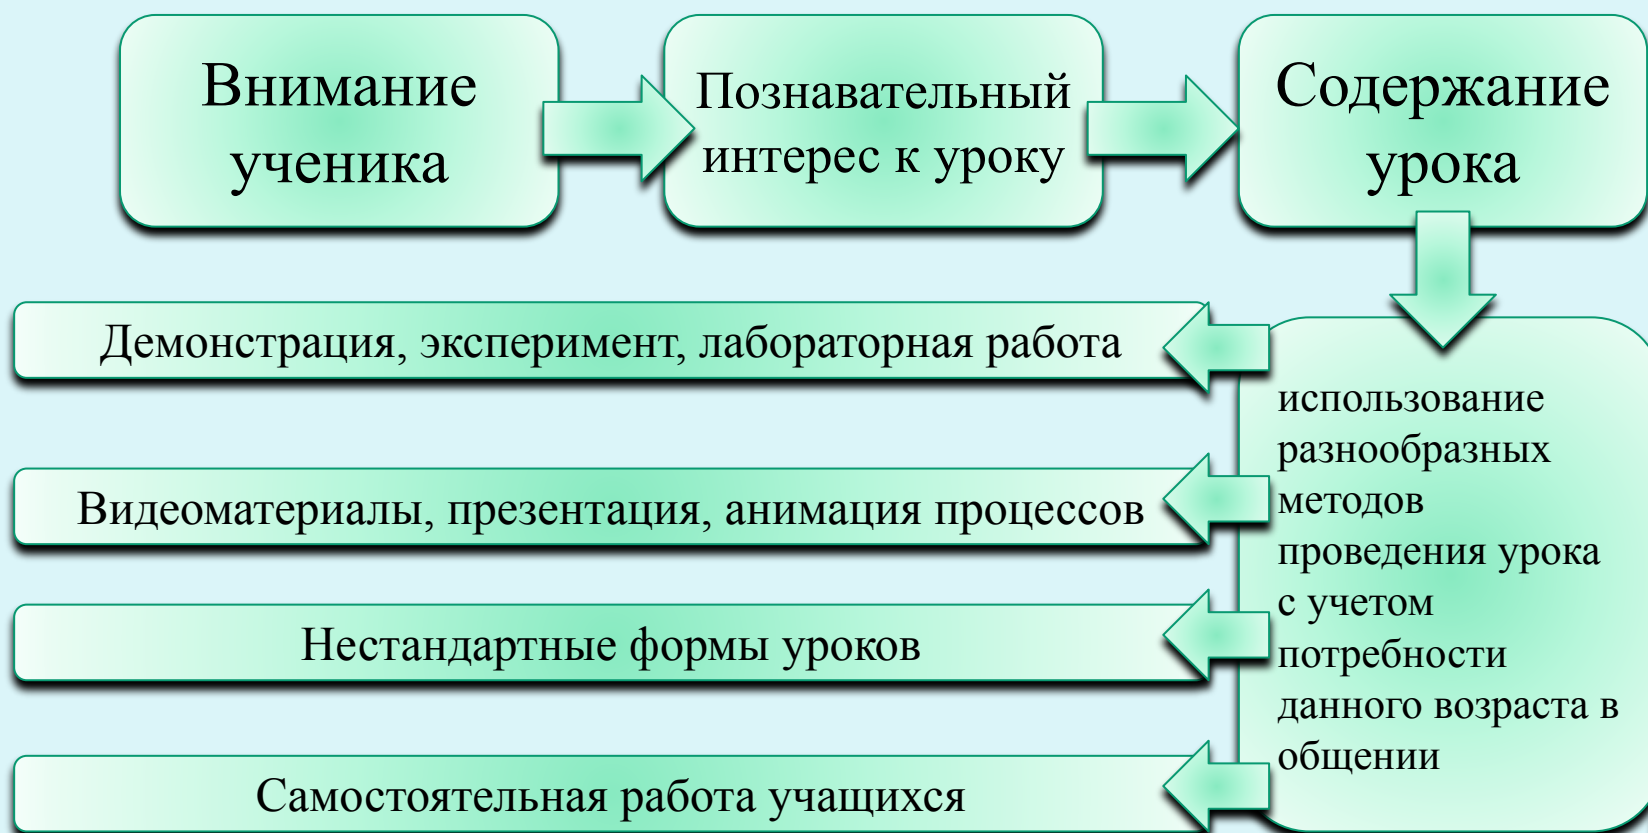 Внимание
ученика
Познавательный
интерес к уроку
Содержание
урока
Демонстрация, эксперимент, лабораторная работа
Видеоматериалы, презентация, анимация процессов
Нестандартные формы уроков
Самостоятельная работа учащихся
использование
разнообразных
методов
проведения урока
с учетом
потребности
данного возраста в
общении